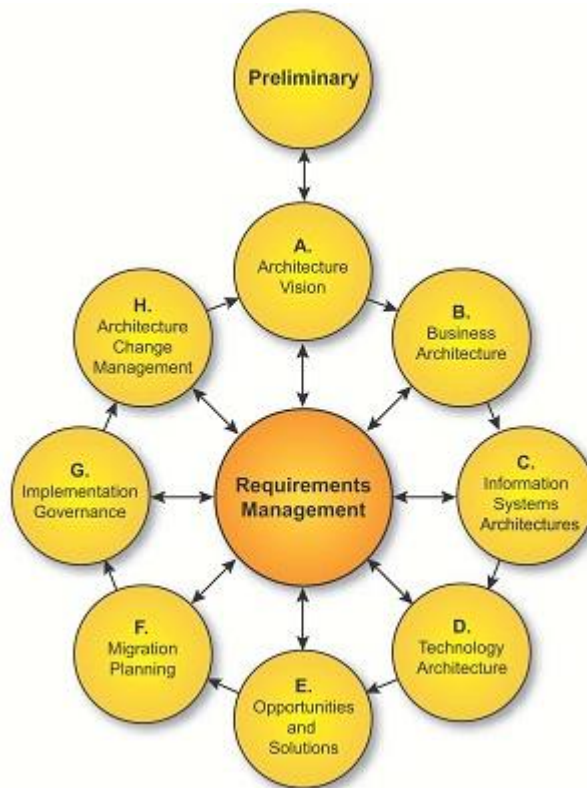 Preliminary
A.
Architecture
Vision
B.
Business
Architecture
C.
Information
Systems
Architectures
D.
Technology
Architecture
E.
Opportunities
and
Solutions
F.
Migration
Planning
G.
Implementation
Governance
H.
Architecture
Change
Management
Requirements
Management